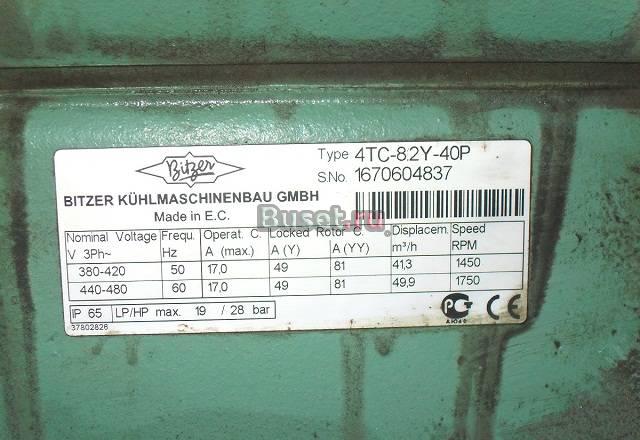 Bitzer
Type 4TC-8.2Y-40P
S.No. 1670604837
BITZER KÜHLMASCHINENBAU GMBH
Made in E.C.
Buset.ru
Nominal Voltage Frequ. Operat. C. Locked Rotor C. Displacem. Speed
V 3Ph~ Hz A (max.) A (Y) A (YY) m³/h RPM
380-420 50 17,0 49 81 41,3 1450
440-480 60 17,0 49 81 49,9 1750
IP 65 LP/HP max. 19 / 28 bar
37802826
CE